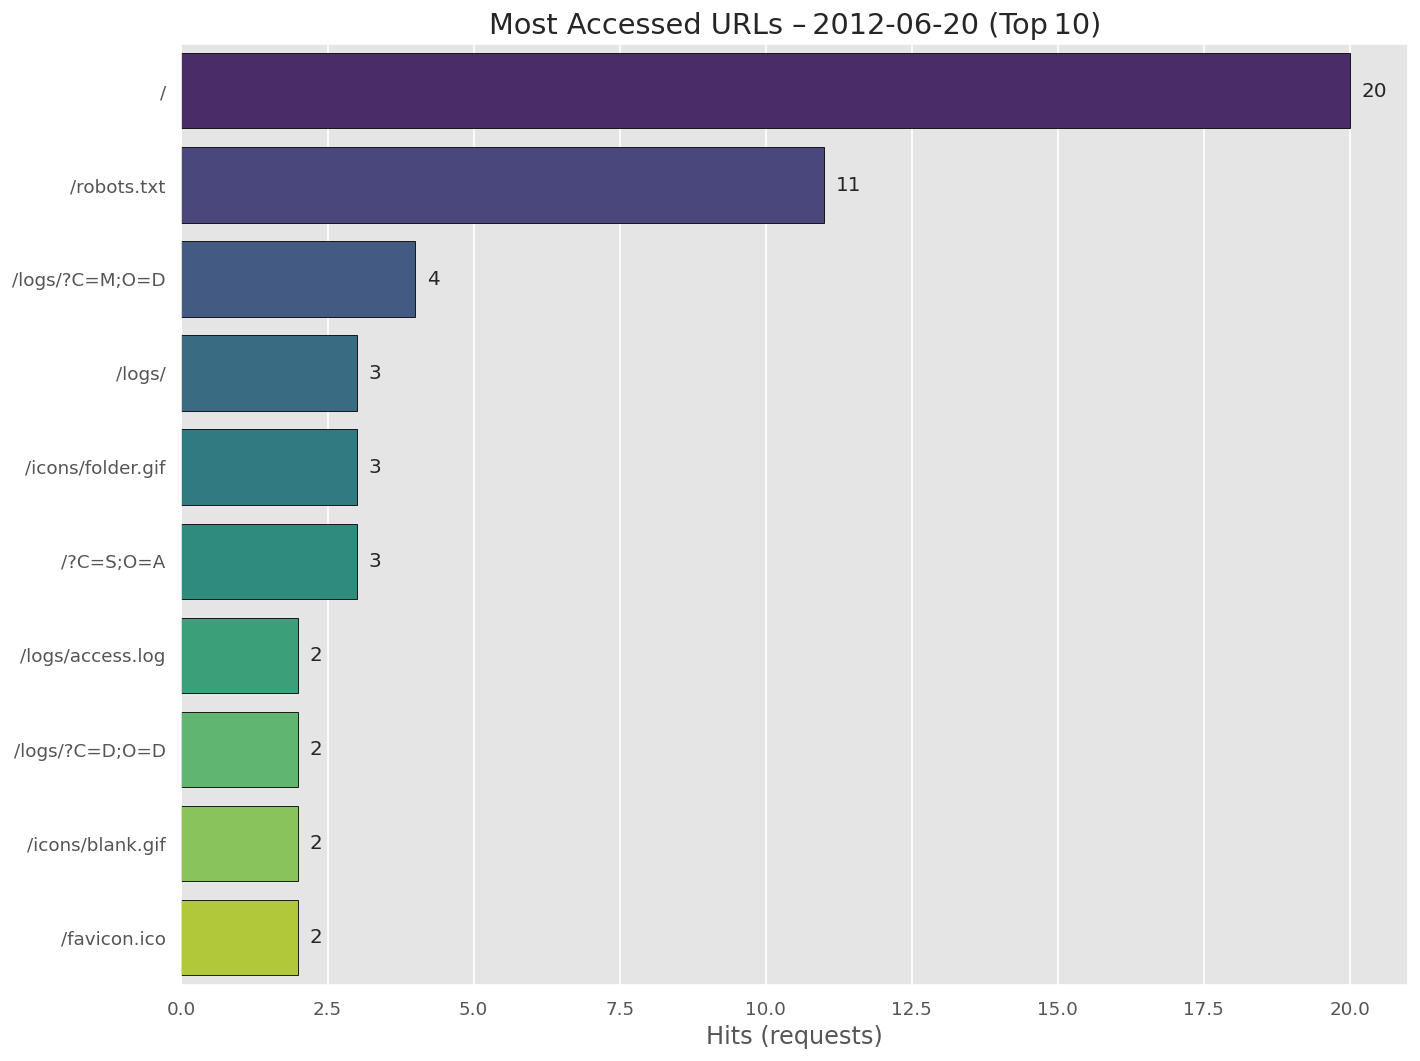 Most Accessed URLs – 2012-06-20 (Top 10)
/ 20
/robots.txt 11
/logs/?C=M;O=D 4
/logs/ 3
/icons/folder.gif 3
/?C=S;O=A 3
/logs/access.log 2
/logs/?C=D;O=D 2
/icons/blank.gif 2
/favicon.ico 2
0.0 2.5 5.0 7.5 10.0 12.5 15.0 17.5 20.0
Hits (requests)